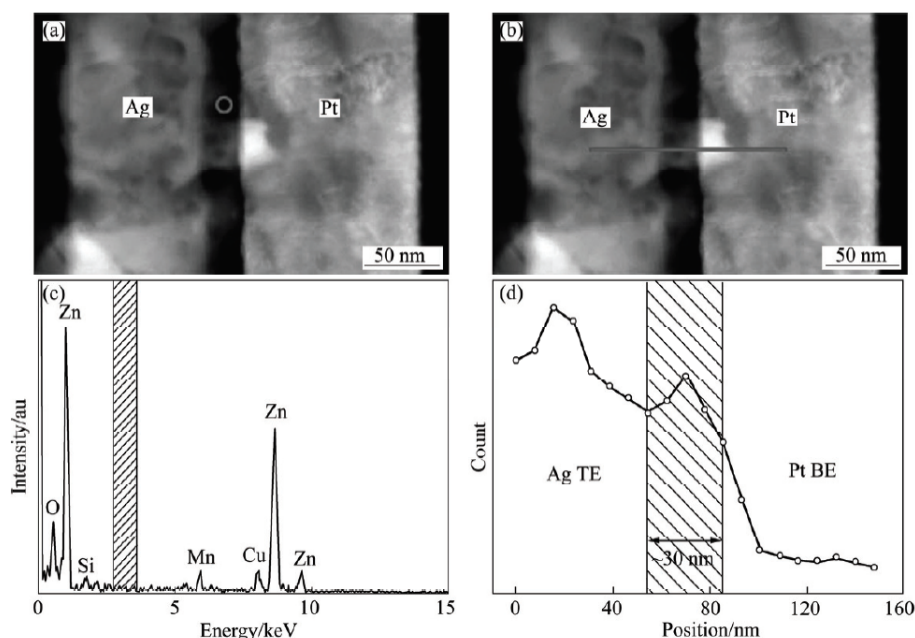 (a)
Ag
Pt
50 nm
(b)
Ag
Pt
50 nm
(c)
Zn
Zn
O
Si
Mn
Cu
Zn
Intensity/au
0 5 10 15
Energy/keV
(d)
Count
Ag TE
Pt BE
~30 nm
0 40 80 120 160
Position/nm